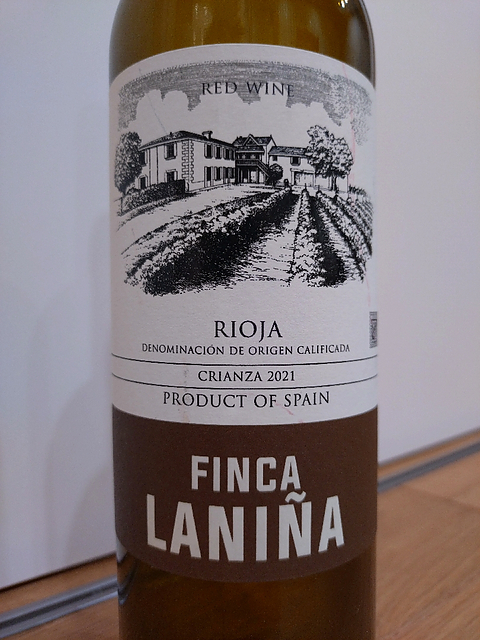 RED WINE
RIOJA
DENOMINACIÓN DE ORIGEN CALIFICADA
CRIANZA 2021
PRODUCT OF SPAIN
FINCA
LANIÑA